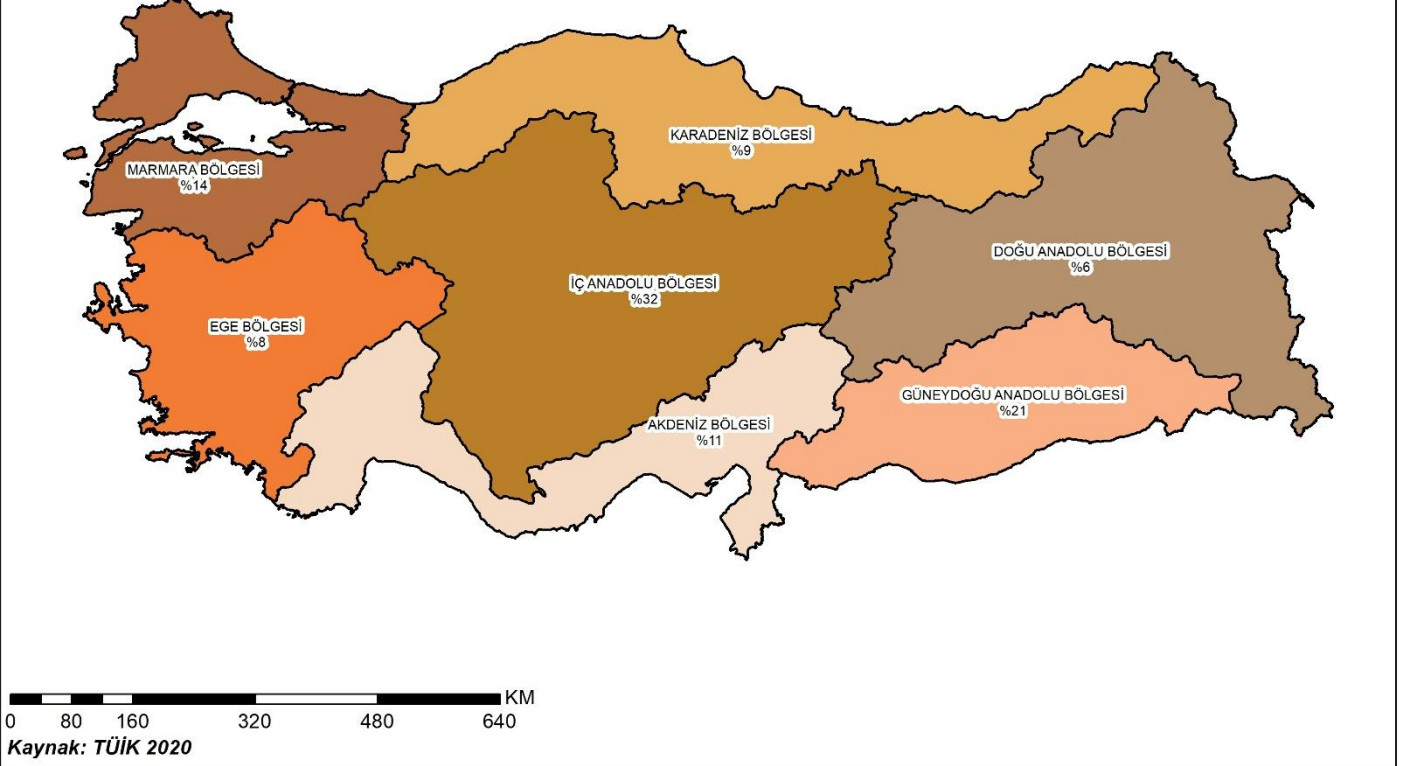 KARADENİZ BÖLGESİ
%9
MARMARA BÖLGESİ
%14
DOĞU ANADOLU BÖLGESİ
%6
İÇ ANADOLU BÖLGESİ
%32
EGE BÖLGESİ
%8
GÜNEYDOĞU ANADOLU BÖLGESİ
%21
AKDENİZ BÖLGESİ
%11
KM
0 80 160 320 480 640
Kaynak: TÜİK 2020